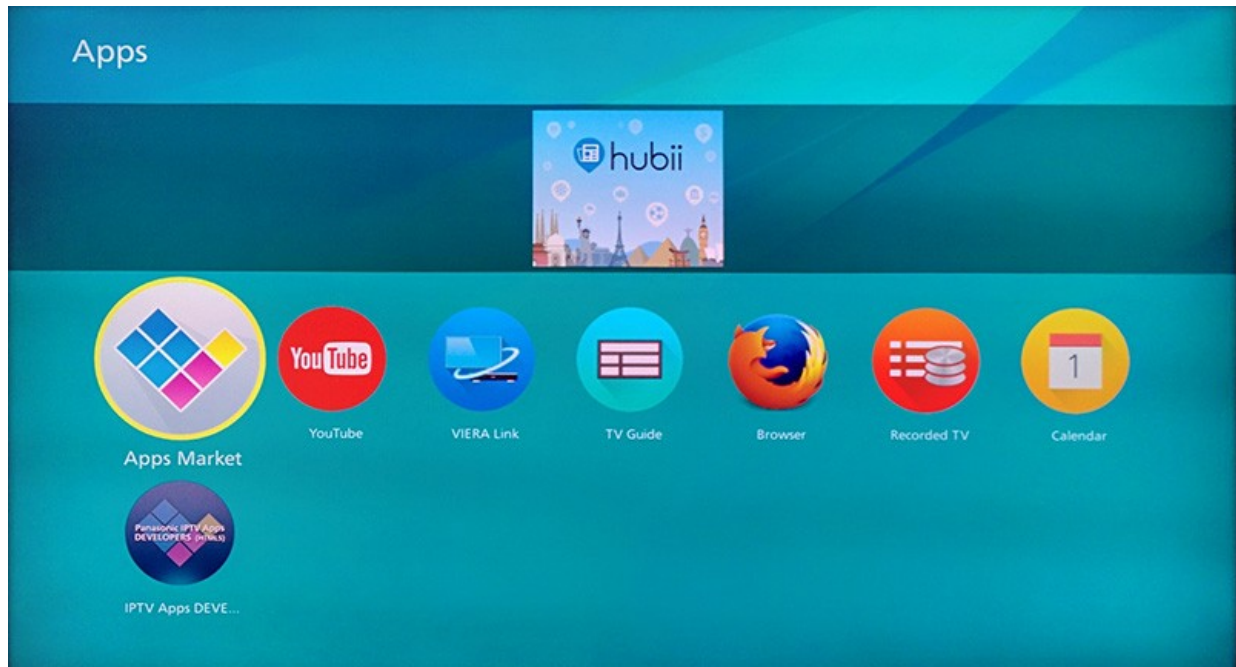 Apps
hubii
You Tube
1
Apps Market
YouTube
VIERA Link
TV Guide
Browser
Recorded TV
Calendar
Panasonic IPTV Apps
DEVELOPERS (HTML5)
IPTV Apps DEVE...